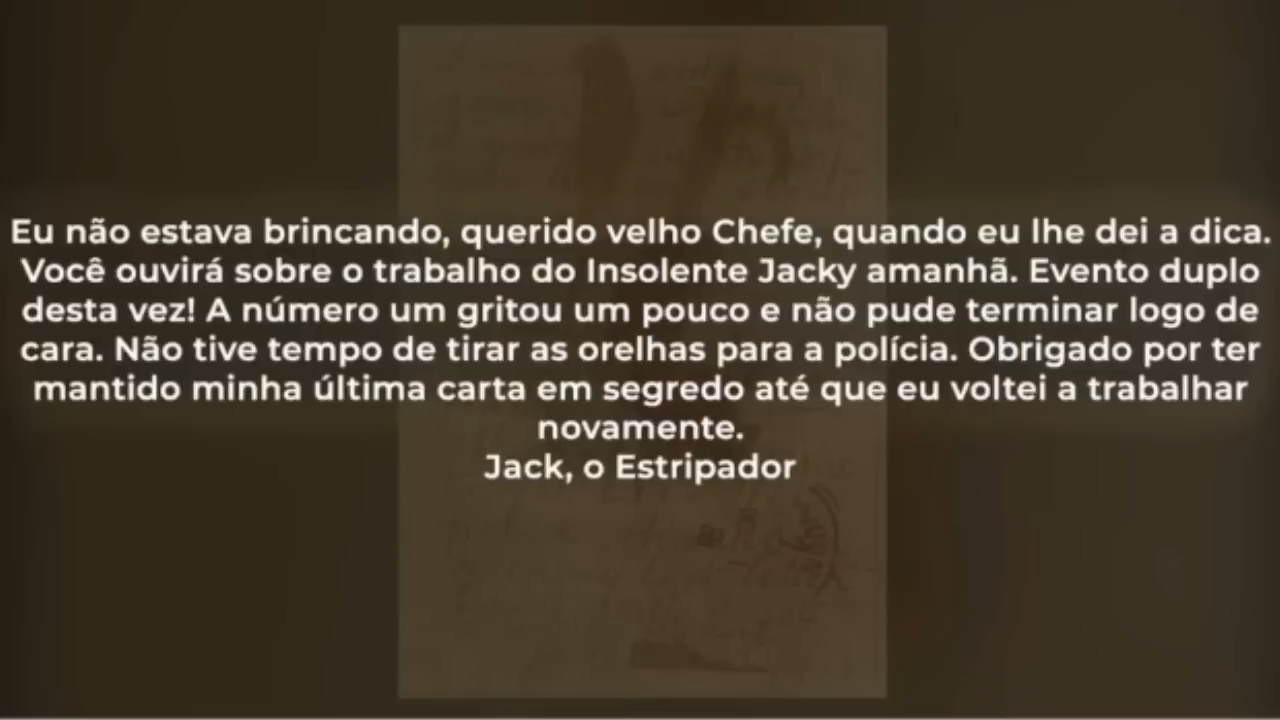 Eu não estava brincando, querido velho Chefe, quando eu lhe dei a dica.
Você ouvirá sobre o trabalho do Insolente Jacky amanhã. Evento duplo
desta vez! A número um gritou um pouco e não pude terminar logo de
cara. Não tive tempo de tirar as orelhas para a polícia. Obrigado por ter
mantido minha última carta em segredo até que eu voltei a trabalhar
novamente.
Jack, o Estripador